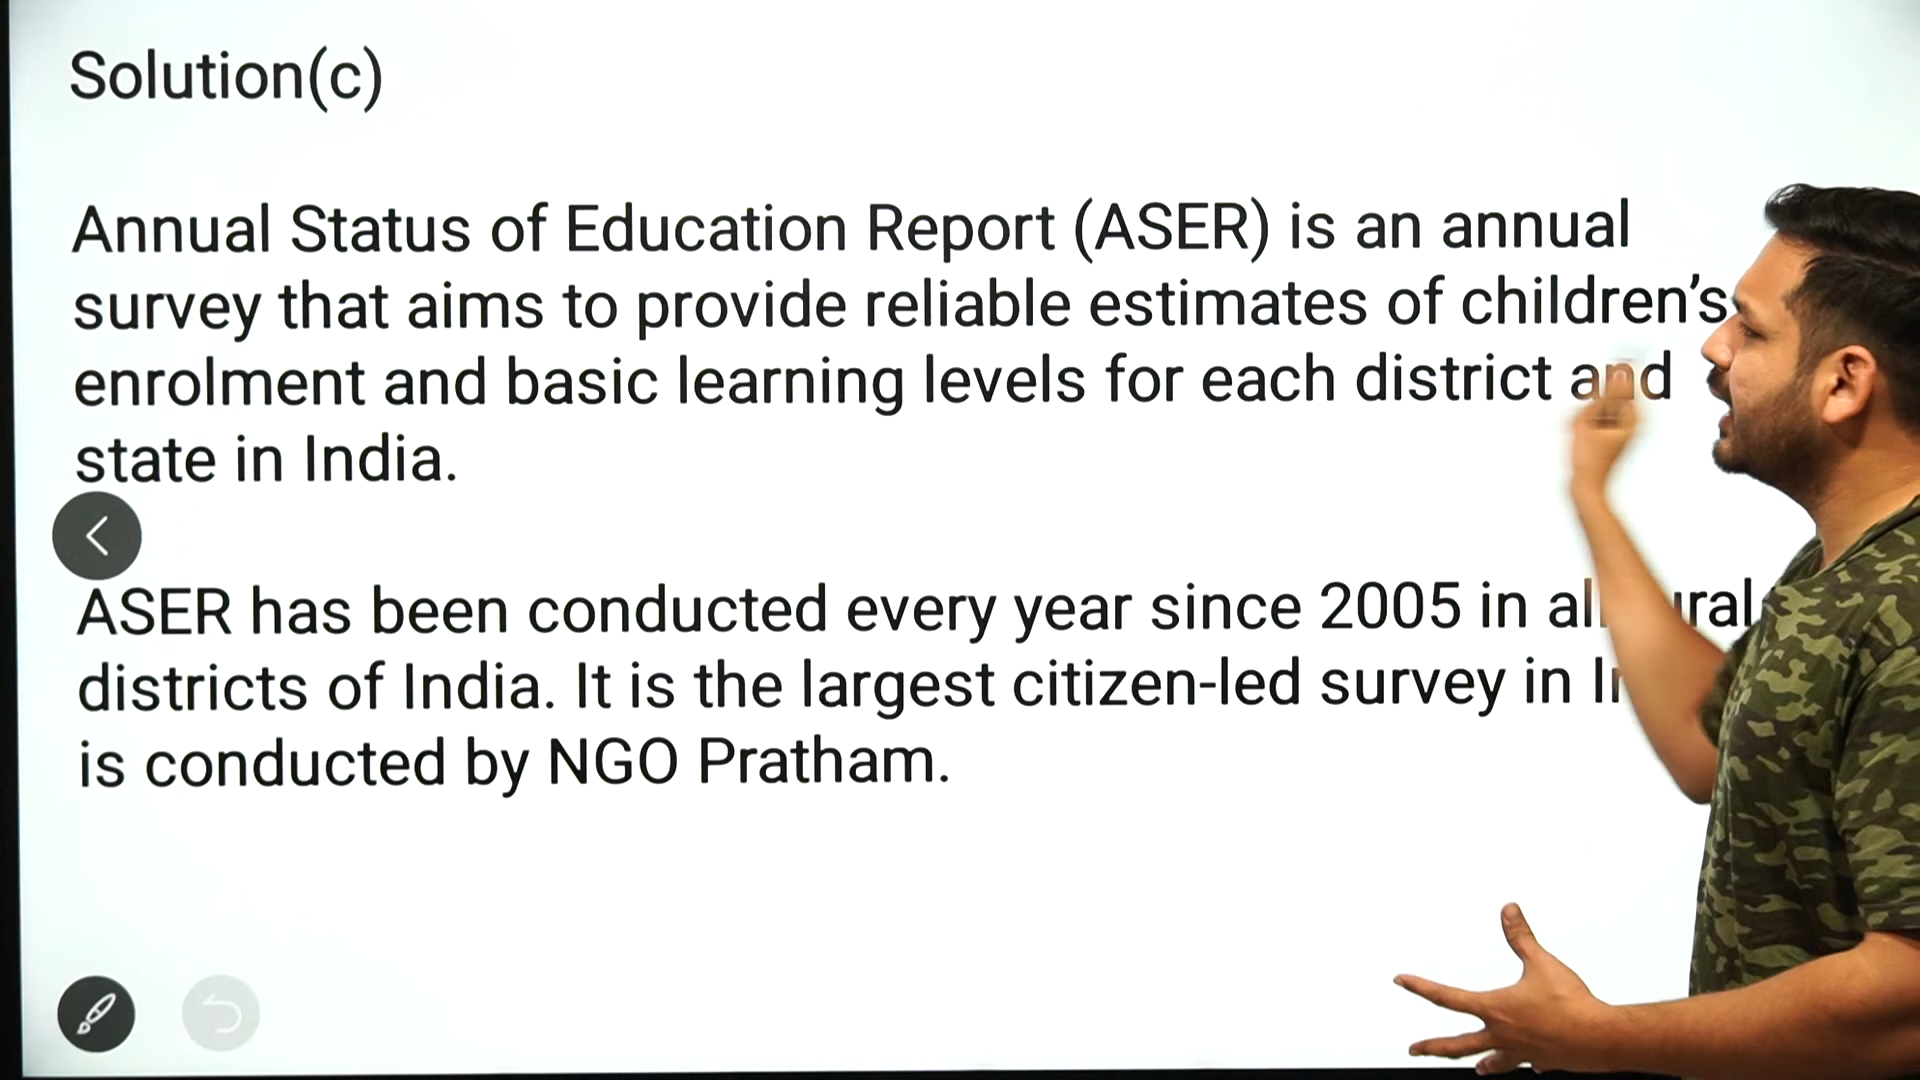 Solution(c)
Annual Status of Education Report (ASER) is an annual
survey that aims to provide reliable estimates of children's
enrolment and basic learning levels for each district and
state in India.
ASER has been conducted every year since 2005 in
districts of India. It is the largest citizen-led survey in
is conducted by NGO Pratham.